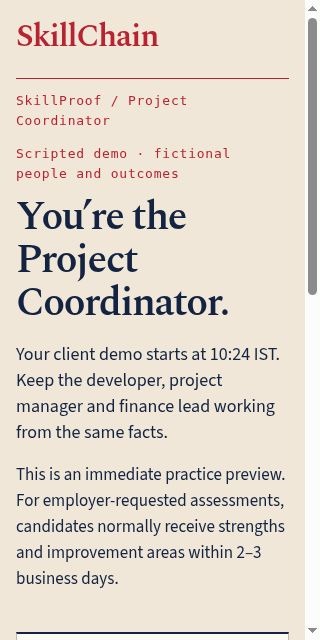 SkillChain
SkillProof / Project
Coordinator
Scripted demo · fictional
people and outcomes
You’re the
Project
Coordinator.
Your client demo starts at 10:24 IST.
Keep the developer, project
manager and finance lead working
from the same facts.
This is an immediate practice preview.
For employer-requested assessments,
candidates normally receive strengths
and improvement areas within 2–3
business days.